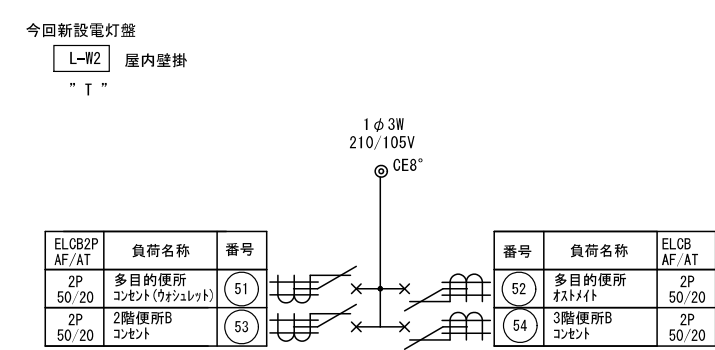 今回新設電灯盤
L-W2 屋内壁掛
" T "
1φ3W
210/105V
CE8°
ELCB2P
AF/AT
負荷名称
番号
2P
50/20
多目的便所
コンセント(ウォシュレット)
51
2P
50/20
2階便所B
コンセント
53
番号
負荷名称
ELCB
AF/AT
52
多目的便所
オストメイト
2P
50/20
54
3階便所B
コンセント
2P
50/20